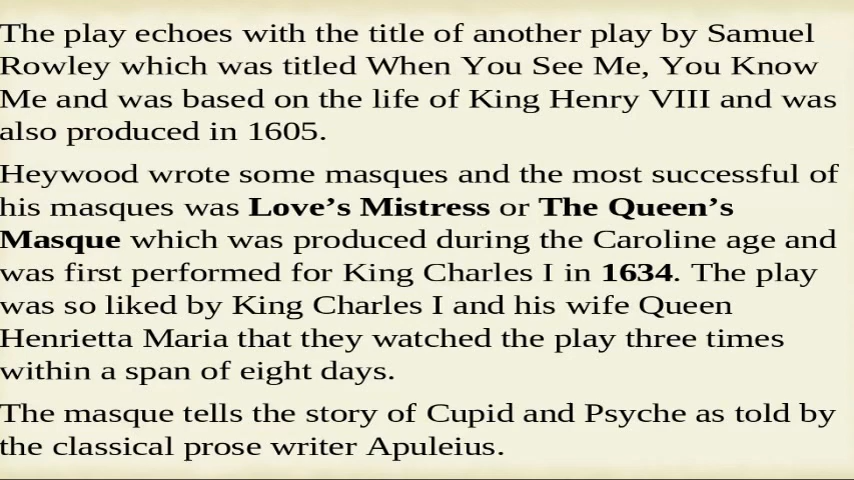 The play echoes with the title of another play by Samuel
Rowley which was titled When You See Me, You Know
Me and was based on the life of King Henry VIII and was
also produced in 1605.
Heywood wrote some masques and the most successful of
his masques was Love’s Mistress or The Queen’s
Masque which was produced during the Caroline age and
was first performed for King Charles I in 1634. The play
was so liked by King Charles I and his wife Queen
Henrietta Maria that they watched the play three times
within a span of eight days.
The masque tells the story of Cupid and Psyche as told by
the classical prose writer Apuleius.